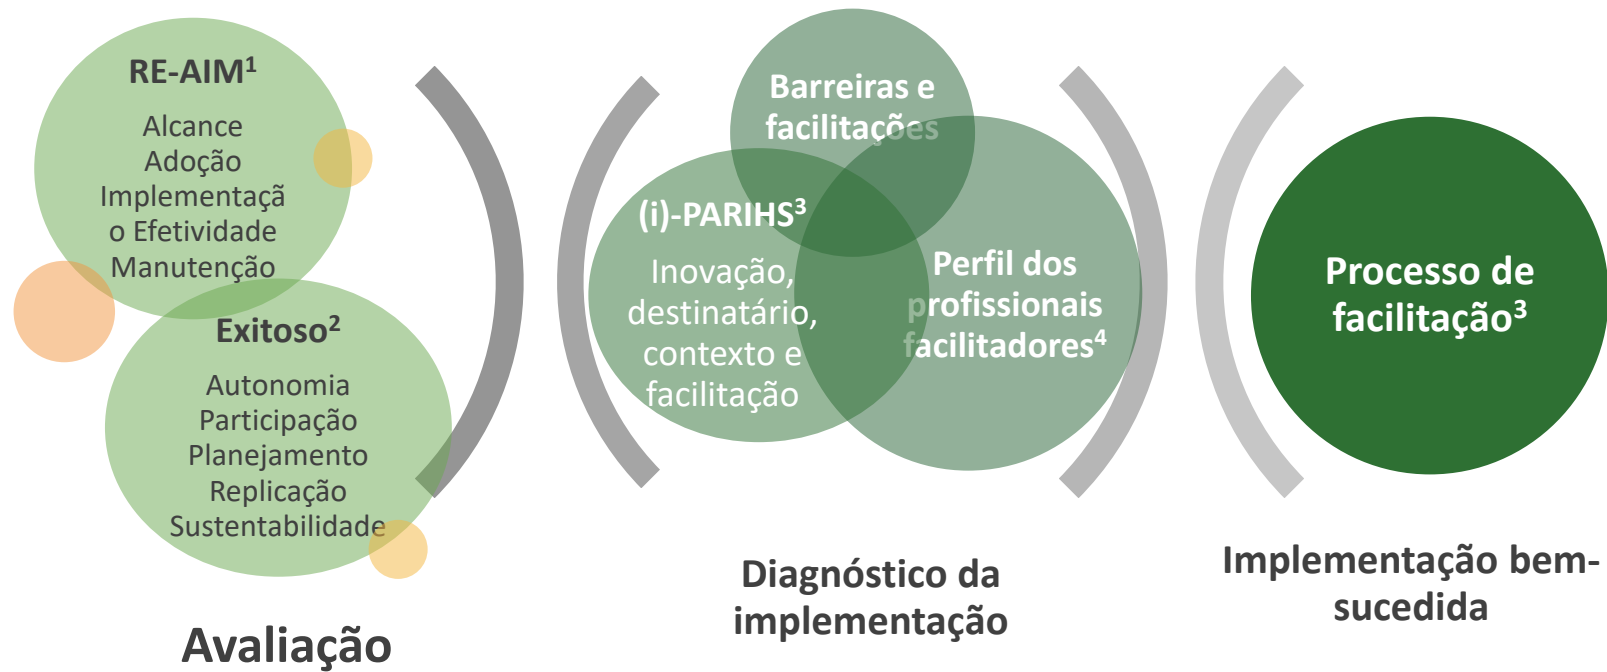 RE-AIM¹
Alcance
Adoção
Implementaçã
o Efetividade
Manutenção
Exitoso²
Autonomia
Participação
Planejamento
Replicação
Sustentabilidade
Avaliação
Barreiras e
facilitações
(i)-PARIHS³
Inovação,
destinatário,
contexto e
facilitação
Perfil dos
profissionais
facilitadores⁴
Diagnóstico da
implementação
Processo de
facilitação³
Implementação bem-
sucedida